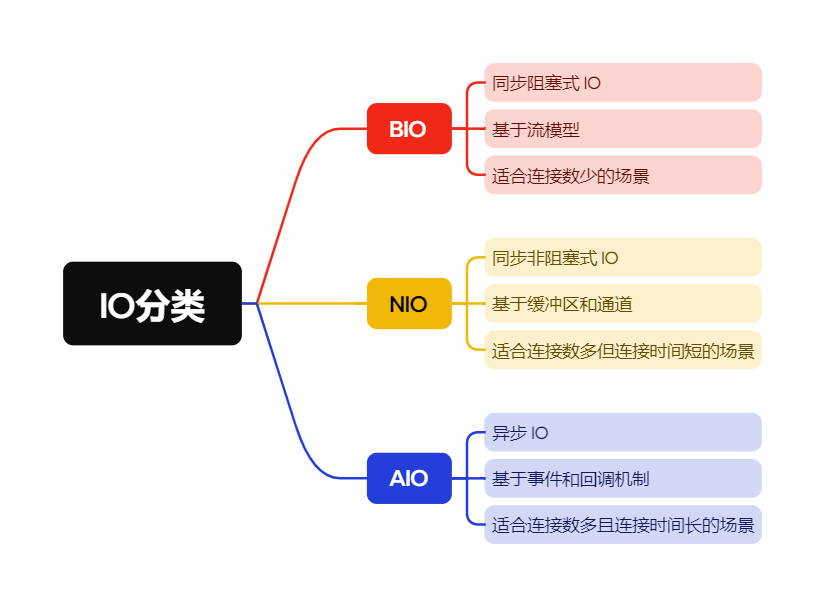 IO分类
BIO
同步阻塞式 IO
基于流模型
适合连接数少的场景
NIO
同步非阻塞式 IO
基于缓冲区和通道
适合连接数多但连接时间短的场景
AIO
异步 IO
基于事件和回调机制
适合连接数多且连接时间长的场景